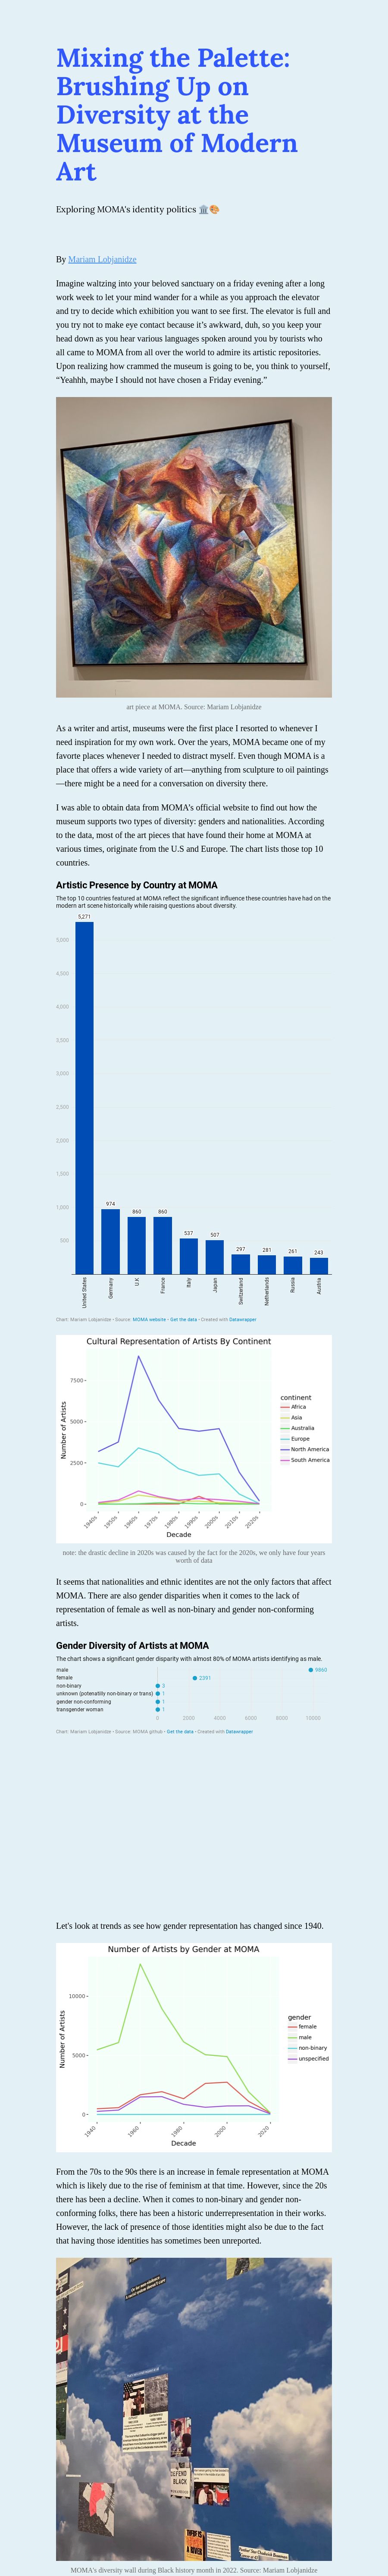 Mixing the Palette:
Brushing Up on
Diversity at the
Museum of Modern
Art
Exploring MOMA's identity politics 🏛️🎨
By Mariam Lobjanidze
Imagine waltzing into your beloved sanctuary on a friday evening after a long
work week to let your mind wander for a while as you approach the elevator
and try to decide which exhibition you want to see first. The elevator is full and
you try not to make eye contact because it's awkward, duh, so you keep your
head down as you hear various languages spoken around you by tourists who
all came to MOMA from all over the world to admire its artistic repositories.
Upon realizing how crammed the museum is going to be, you think to yourself,
“Yeahhh, maybe I should not have chosen a Friday evening.”
art piece at MOMA. Source: Mariam Lobjanidze
As a writer and artist, museums were the first place I resorted to whenever I
need inspiration for my own work. Over the years, MOMA became one of my
favorite places whenever I needed to distract myself. Even though MOMA is a
place that offers a wide variety of art—anything from sculpture to oil paintings
—there might be a need for a conversation on diversity there.
I was able to obtain data from MOMA's official website to find out how the
museum supports two types of diversity: genders and nationalities. According
to the data, most of the art pieces that have found their home at MOMA at
various times, originate from the U.S and Europe. The chart lists those top 10
countries.
Artistic Presence by Country at MOMA
The top 10 countries featured at MOMA reflect the significant influence these countries have had on the
modern art scene historically while raising questions about diversity.
5,271
5,000
4,500
4,000
3,500
3,000
2,500
2,000
1,500
1,000
500
974
860
860
537
507
297
281
261
243
United States
Germany
U.K
France
Italy
Japan
Switzerland
Netherlands
Russia
Austria
Chart: Mariam Lobjanidze • Source: MOMA website • Get the data • Created with Datawrapper
Cultural Representation of Artists By Continent
Number of Artists
7500
5000
2500
0
1940s
1950s
1960s
1970s
1980s
1990s
2000s
2010s
2020s
Decade
continent
Africa
Asia
Australia
Europe
North America
South America
note: the drastic decline in 2020s was caused by the fact for the 2020s, we only have four years
worth of data
It seems that nationalities and ethnic identites are not the only factors that affect
MOMA. There are also gender disparities when it comes to the lack of
representation of female as well as non-binary and gender non-conforming
artists.
Gender Diversity of Artists at MOMA
The chart shows a significant gender disparity with almost 80% of MOMA artists identifying as male.
male 9860
female 2391
non-binary 3
unknown (potenatilty non-binary or trans) 1
gender non-conforming 1
transgender woman 1
0 2000 4000 6000 8000 10000
Chart: Mariam Lobjanidze • Source: MOMA github • Get the data • Created with Datawrapper
Let's look at trends as see how gender representation has changed since 1940.
Number of Artists by Gender at MOMA
Number of Artists
10000
5000
0
1940
1960
1980
2000
2020
Decade
gender
female
male
non-binary
unspecified
From the 70s to the 90s there is an increase in female representation at MOMA
which is likely due to the rise of feminism at that time. However, since the 20s
there has been a decline. When it comes to non-binary and gender non-
conforming folks, there has been a historic underrepresentation in their works.
However, the lack of presence of those identities might also be due to the fact
that having those identities has sometimes been unreported.
DEFEND
BLACK
MOMA's diversity wall during Black history month in 2022. Source: Mariam Lobjanidze